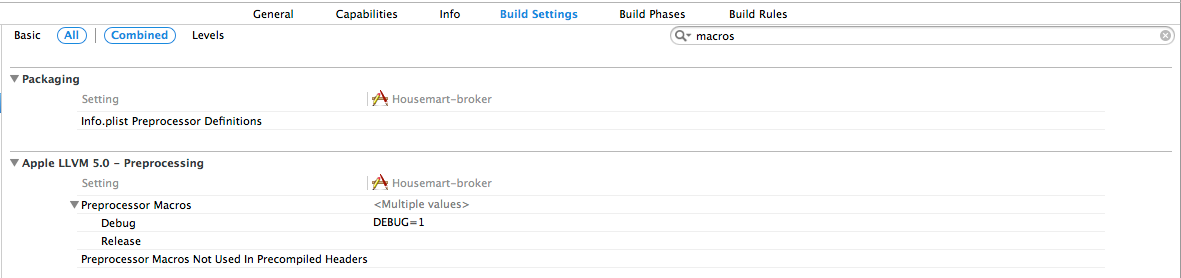 General Capabilities Info Build Settings Build Phases Build Rules
Basic All Combined Levels macros
Packaging
Setting Housemart-broker
Info.plist Preprocessor Definitions
Apple LLVM 5.0 – Preprocessing
Setting Housemart-broker
Preprocessor Macros <Multiple values>
Debug DEBUG=1
Release
Preprocessor Macros Not Used In Precompiled Headers